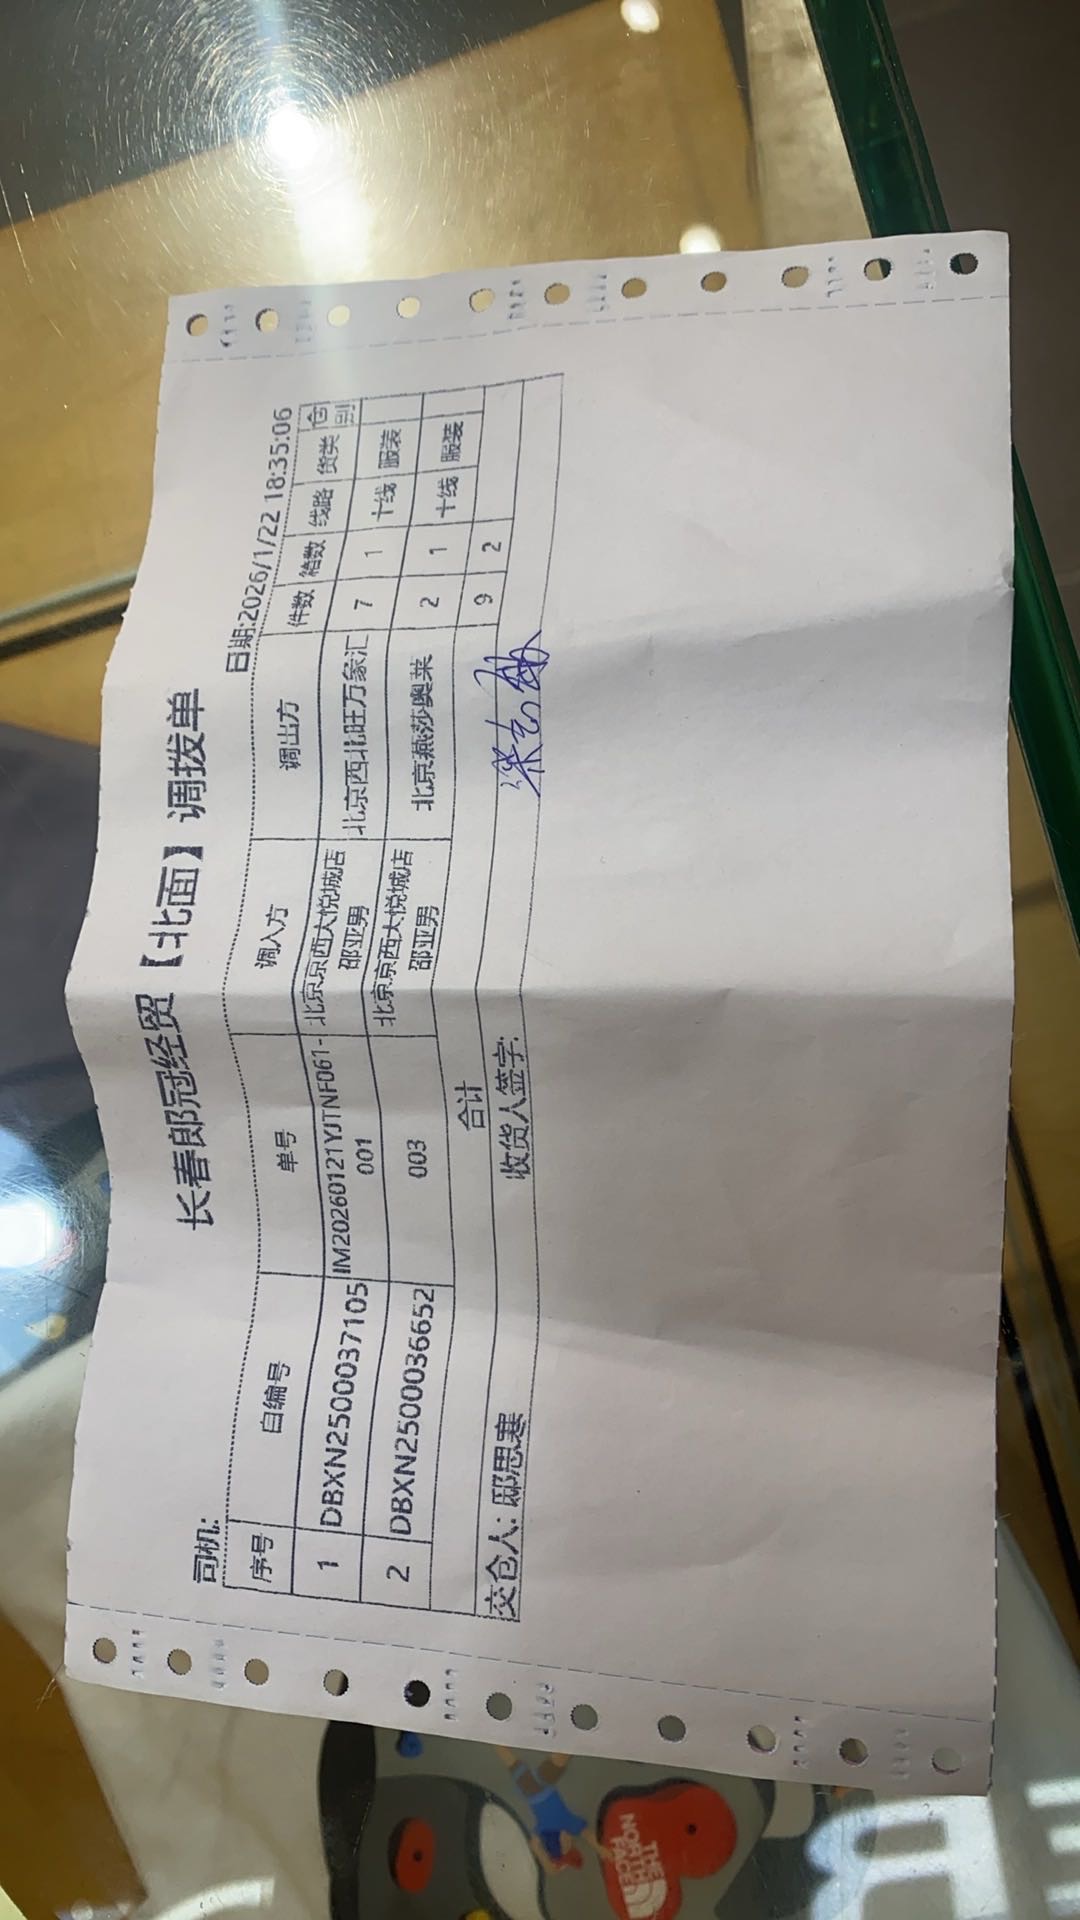 长春郎冠经贸【北面】调拨单
司机: 日期:2026/1/22 18:35:06
序号 自编号 单号 调入方 调出方 件数 箱数 线路 货类 仓别
1 DBXN2500037105 IM20260121YJTNF061-001 北京京西大悦城店 邵亚男 北京西北旺万象汇 7 1 十线 服装
2 DBXN2500036652 003 北京京西大悦城店 邵亚男 北京燕莎奥莱 2 1 十线 服装
合计 9 2
交仓人: 邸思寒 收货人签字:
THE
NORTH
FACE